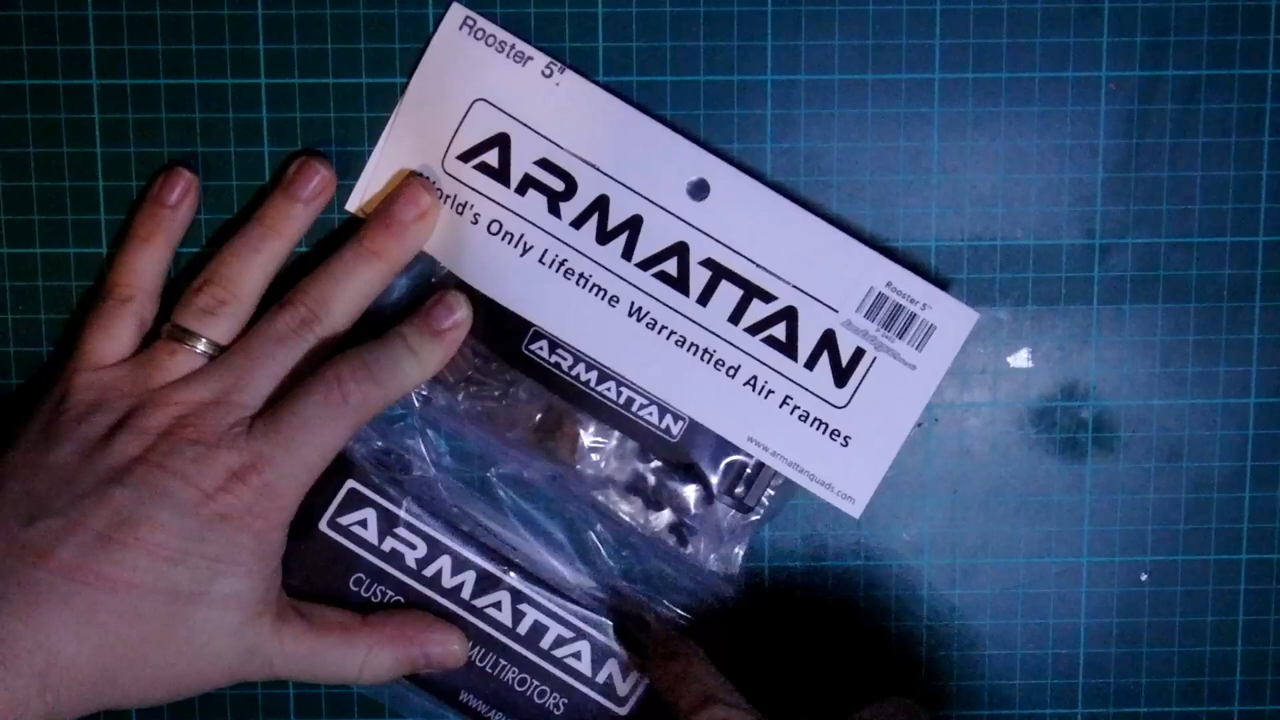 Rooster 5"
ARMATTAN
World's Only Lifetime Warrantied Air Frames
Rooster 5"
www.armattanquads.com
ARMATTAN
ARMATTAN
MULTIROTORS